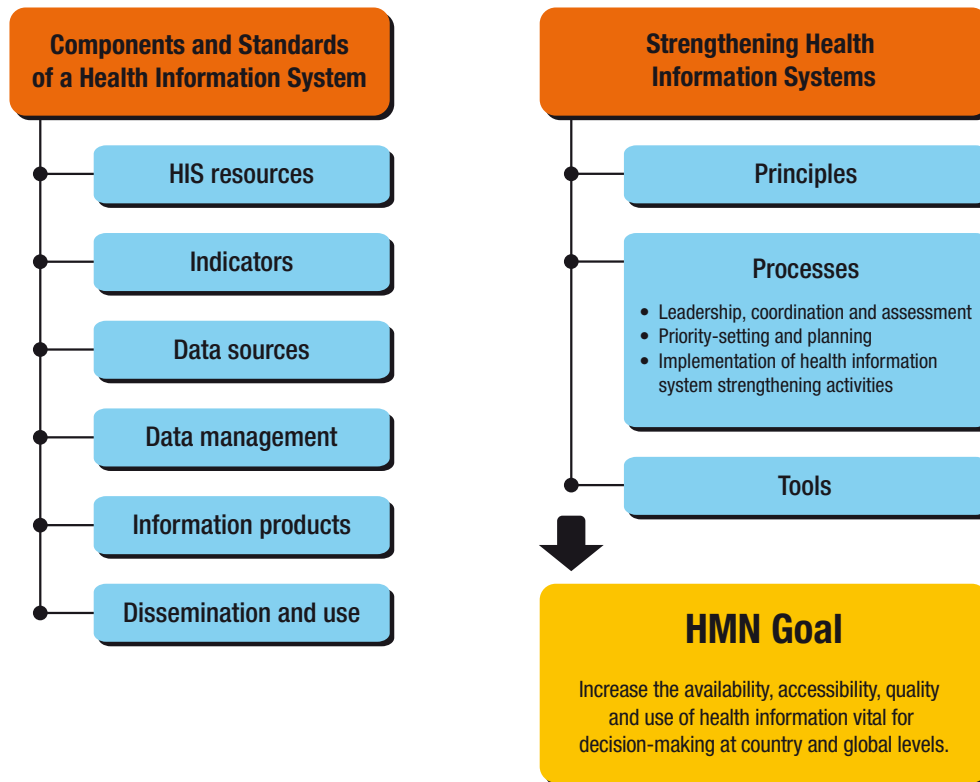 Components and Standards
of a Health Information System
HIS resources
Indicators
Data sources
Data management
Information products
Dissemination and use
Strengthening Health
Information Systems
Principles
Processes
• Leadership, coordination and assessment
• Priority-setting and planning
• Implementation of health information
system strengthening activities
Tools
HMN Goal
Increase the availability, accessibility, quality
and use of health information vital for
decision-making at country and global levels.